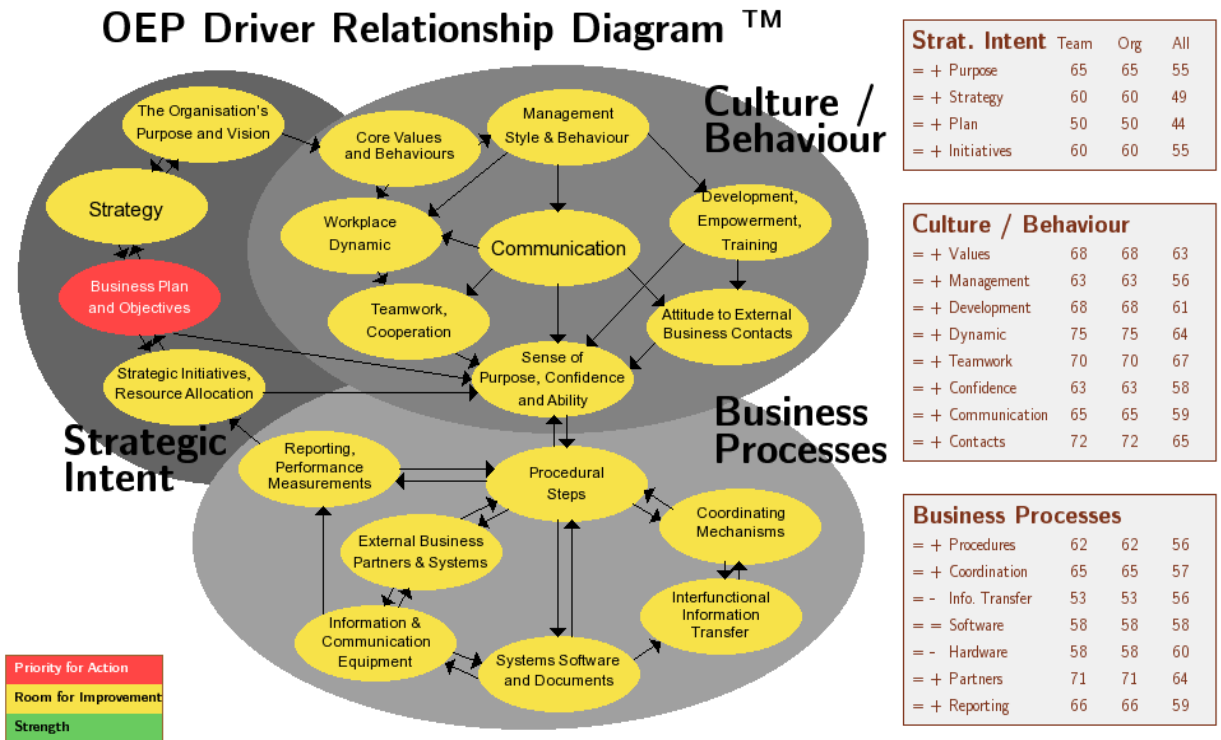 OEP Driver Relationship Diagram ™
The Organisation's
Purpose and Vision
Strategy
Business Plan
and Objectives
Strategic Initiatives,
Resource Allocation
Strategic
Intent
Core Values
and Behaviours
Management
Style & Behaviour
Culture /
Behaviour
Workplace
Dynamic
Communication
Development,
Empowerment,
Training
Teamwork,
Cooperation
Attitude to External
Business Contacts
Sense of
Purpose, Confidence
and Ability
Business
Processes
Reporting,
Performance
Measurements
Procedural
Steps
Coordinating
Mechanisms
External Business
Partners & Systems
Interfunctional
Information
Transfer
Information &
Communication
Equipment
Systems Software
and Documents
Priority for Action
Room for Improvement
Strength
Strat. Intent Team Org All
= + Purpose 65 65 55
= + Strategy 60 60 49
= + Plan 50 50 44
= + Initiatives 60 60 55
Culture / Behaviour
= + Values 68 68 63
= + Management 63 63 56
= + Development 68 68 61
= + Dynamic 75 75 64
= + Teamwork 70 70 67
= + Confidence 63 63 58
= + Communication 65 65 59
= + Contacts 72 72 65
Business Processes
= + Procedures 62 62 56
= + Coordination 65 65 57
= - Info. Transfer 53 53 56
= = Software 58 58 58
= - Hardware 58 58 60
= + Partners 71 71 64
= + Reporting 66 66 59